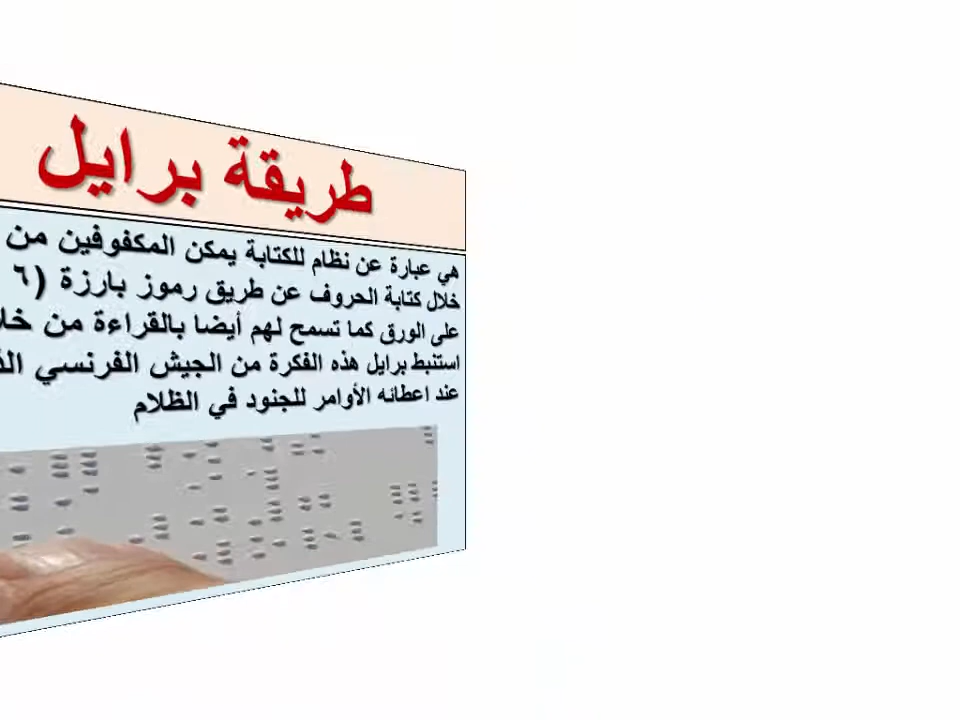 طريقة برايل
هي عبارة عن نظام للكتابة يمكن المكفوفين من
خلال كتابة الحروف عن طريق رموز بارزة (٦
على الورق كما تسمح لهم أيضا بالقراءة من
استنبط برايل هذه الفكرة من الجيش الفرنسي
عند اعطائه الأوامر للجنود في الظلام